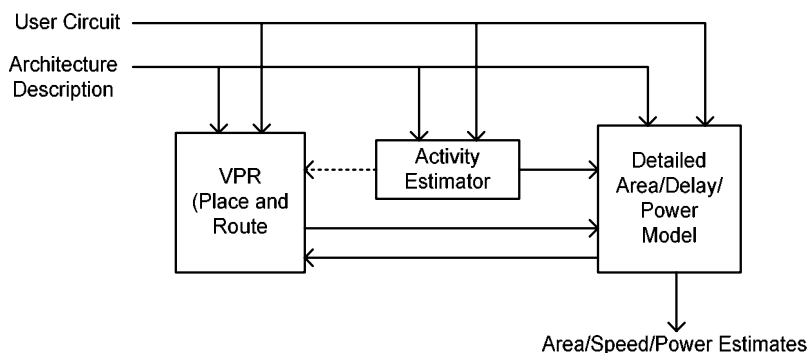 User Circuit
Architecture
Description
VPR
(Place and
Route
Activity
Estimator
Detailed
Area/Delay/
Power
Model
Area/Speed/Power Estimates